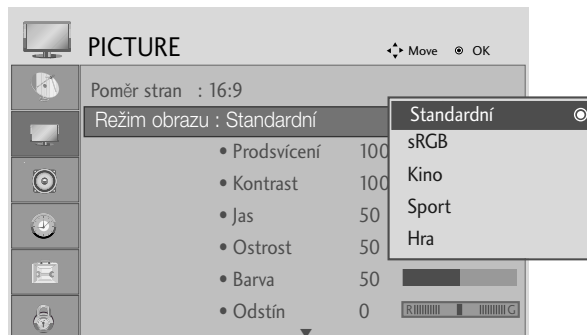 PICTURE
Move OK
Poměr stran : 16:9
Režim obrazu : Standardní
• Prodsvícení 100
• Kontrast 100
• Jas 50
• Ostrost 50
• Barva 50
• Odstín 0 R G
Standardní
sRGB
Kino
Sport
Hra